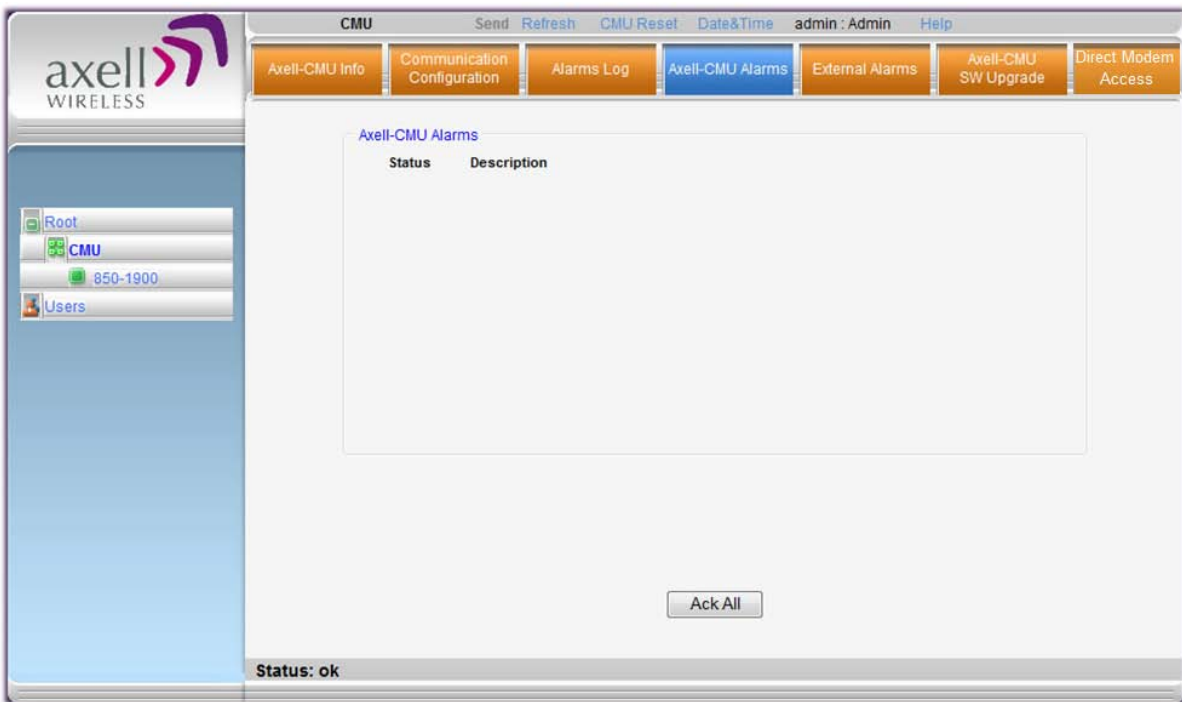 axell
WIRELESS
CMU Send Refresh CMU Reset Date&Time admin : Admin Help
Axell-CMU Info
Communication
Configuration
Alarms Log
Axell-CMU Alarms
External Alarms
Axell-CMU
SW Upgrade
Direct Modem
Access
Root
CMU
850-1900
Users
Axell-CMU Alarms
Status Description
Ack All
Status: ok